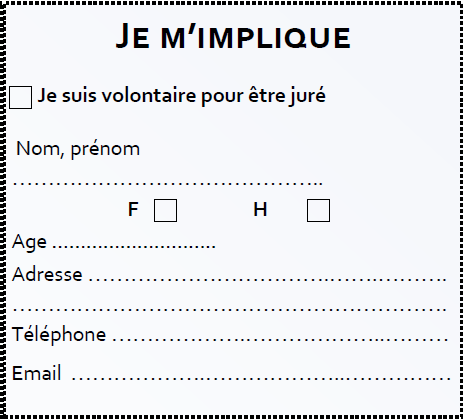 JE M'IMPLIQUE
Je suis volontaire pour être juré
Nom, prénom
………………………………………..
F H
Age .............................
Adresse ……………………………..…………….
…………………………………………………….
Téléphone ………………..………………..………
Email ………………………………..……………